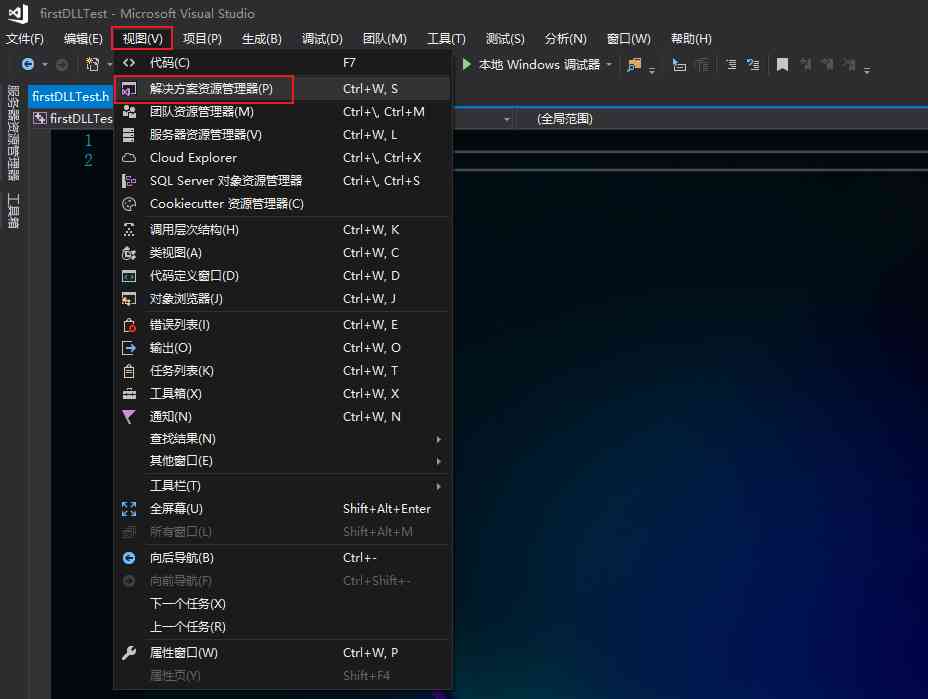 firstDLLTest - Microsoft Visual Studio
文件(F) 编辑(E) 视图(V) 项目(P) 生成(B) 调试(D) 团队(M) 工具(T) 测试(S) 分析(N) 窗口(W) 帮助(H)
本地 Windows 调试器
服务器资源管理器
工具箱
firstDLLTest.h
firstDLLTes
(全局范围)
1
2
代码(C) F7
解决方案资源管理器(P) Ctrl+W, S
团队资源管理器(M) Ctrl+\, Ctrl+M
服务器资源管理器(V) Ctrl+W, L
Cloud Explorer Ctrl+\, Ctrl+X
SQL Server 对象资源管理器 Ctrl+\, Ctrl+S
Cookiecutter 资源管理器(C)
调用层次结构(H) Ctrl+W, K
类视图(A) Ctrl+W, C
代码定义窗口(D) Ctrl+W, D
对象浏览器(J) Ctrl+W, J
错误列表(I) Ctrl+W, E
输出(O) Ctrl+W, O
任务列表(K) Ctrl+W, T
工具箱(X) Ctrl+W, X
通知(N) Ctrl+W, N
查找结果(N)
其他窗口(E)
工具栏(T)
全屏幕(U) Shift+Alt+Enter
所有窗口(L) Shift+Alt+M
向后导航(B) Ctrl+-
向前导航(F) Ctrl+Shift+-
下一个任务(X)
上一个任务(R)
属性窗口(W) Ctrl+W, P
属性页(Y) Shift+F4